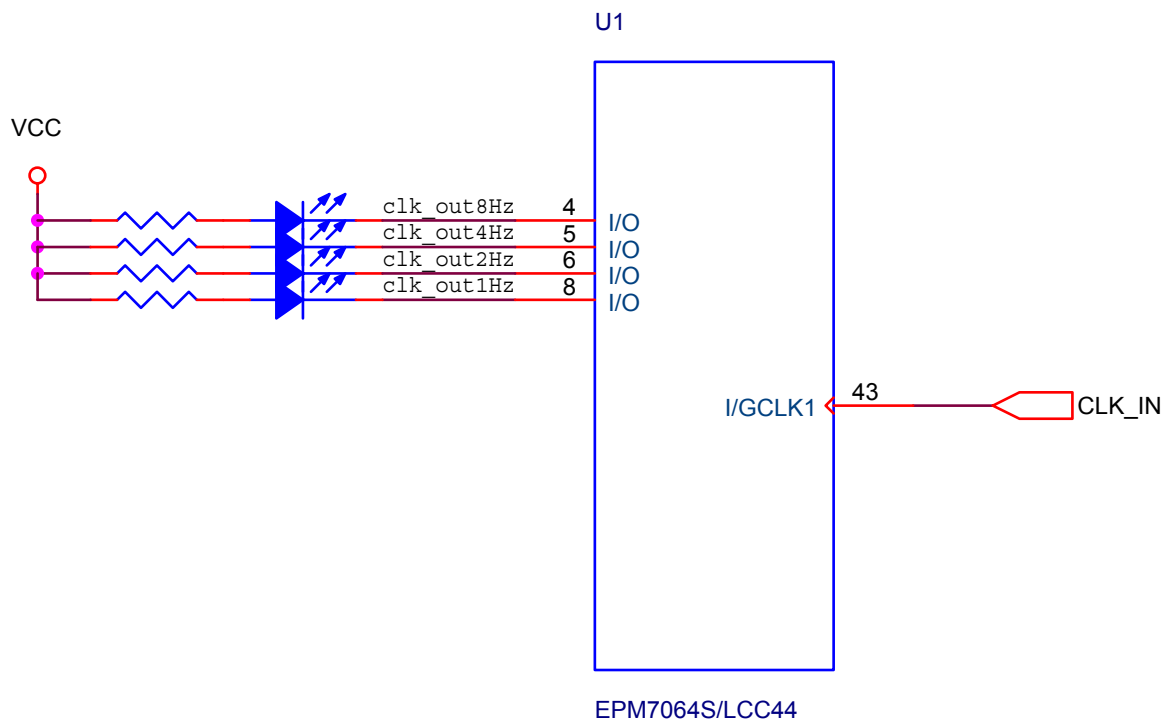 U1
VCC
clk_out8Hz 4 I/O
clk_out4Hz 5 I/O
clk_out2Hz 6 I/O
clk_out1Hz 8 I/O
I/GCLK1 43 CLK_IN
EPM7064S/LCC44